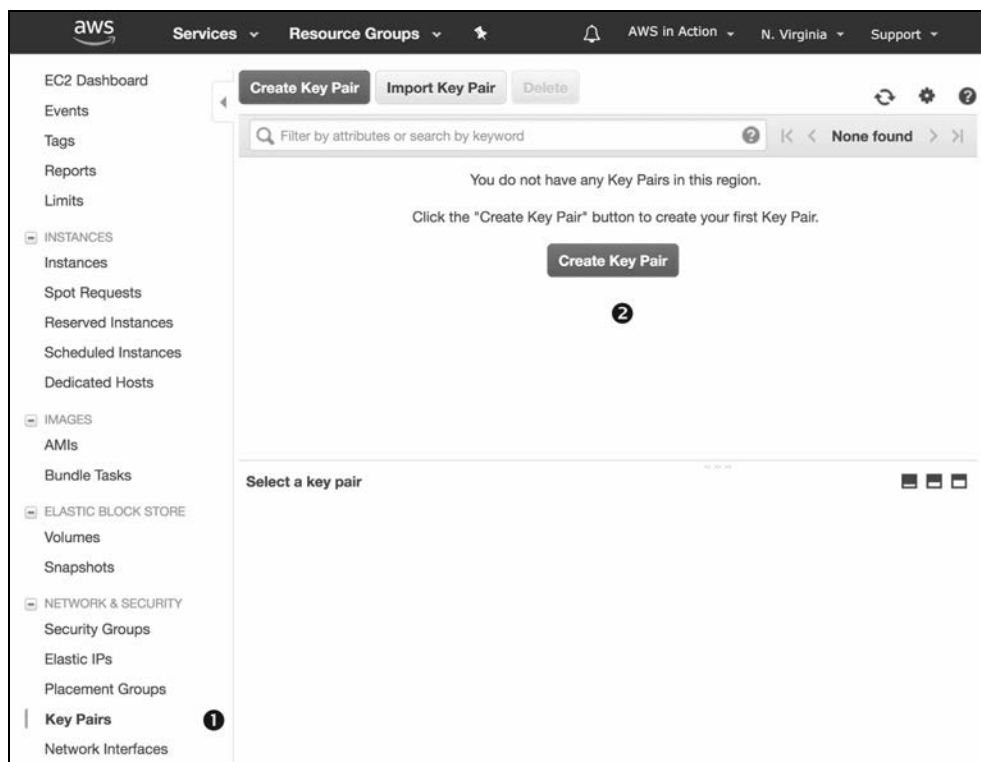 aws Services Resource Groups AWS in Action N. Virginia Support
EC2 Dashboard
Events
Tags
Reports
Limits
INSTANCES
Instances
Spot Requests
Reserved Instances
Scheduled Instances
Dedicated Hosts
IMAGES
AMIs
Bundle Tasks
ELASTIC BLOCK STORE
Volumes
Snapshots
NETWORK & SECURITY
Security Groups
Elastic IPs
Placement Groups
Key Pairs ❶
Network Interfaces
Create Key Pair Import Key Pair Delete
Filter by attributes or search by keyword None found
You do not have any Key Pairs in this region.
Click the "Create Key Pair" button to create your first Key Pair.
Create Key Pair
❷
Select a key pair